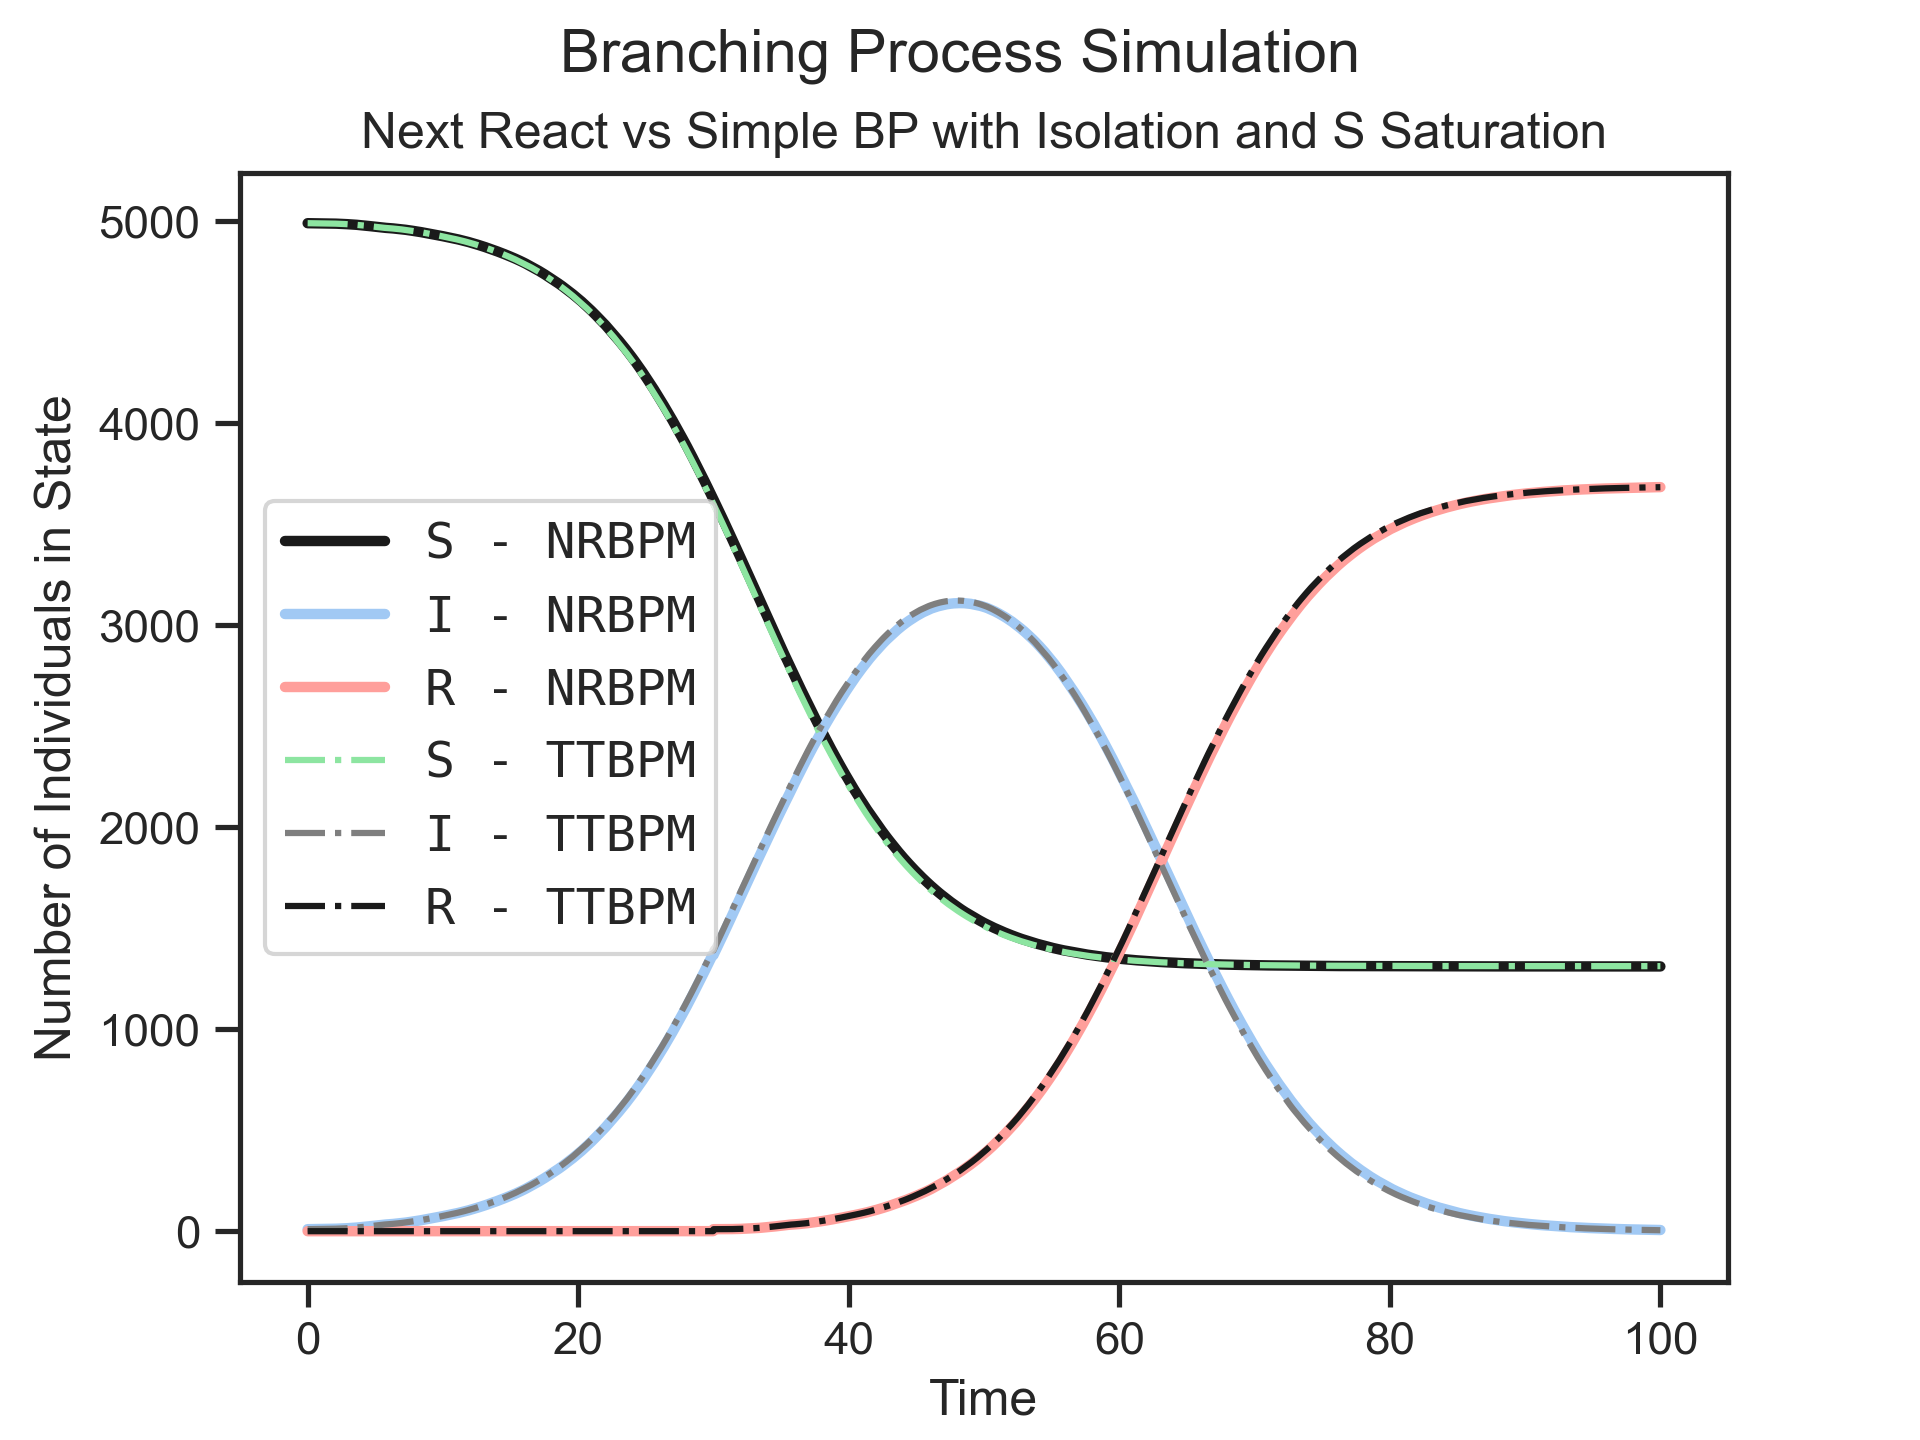 Branching Process Simulation
Next React vs Simple BP with Isolation and S Saturation
Number of Individuals in State
5000
4000
3000
2000
1000
0
S - NRBPM
I - NRBPM
R - NRBPM
S - TTBPM
I - TTBPM
R - TTBPM
0 20 40 60 80 100
Time